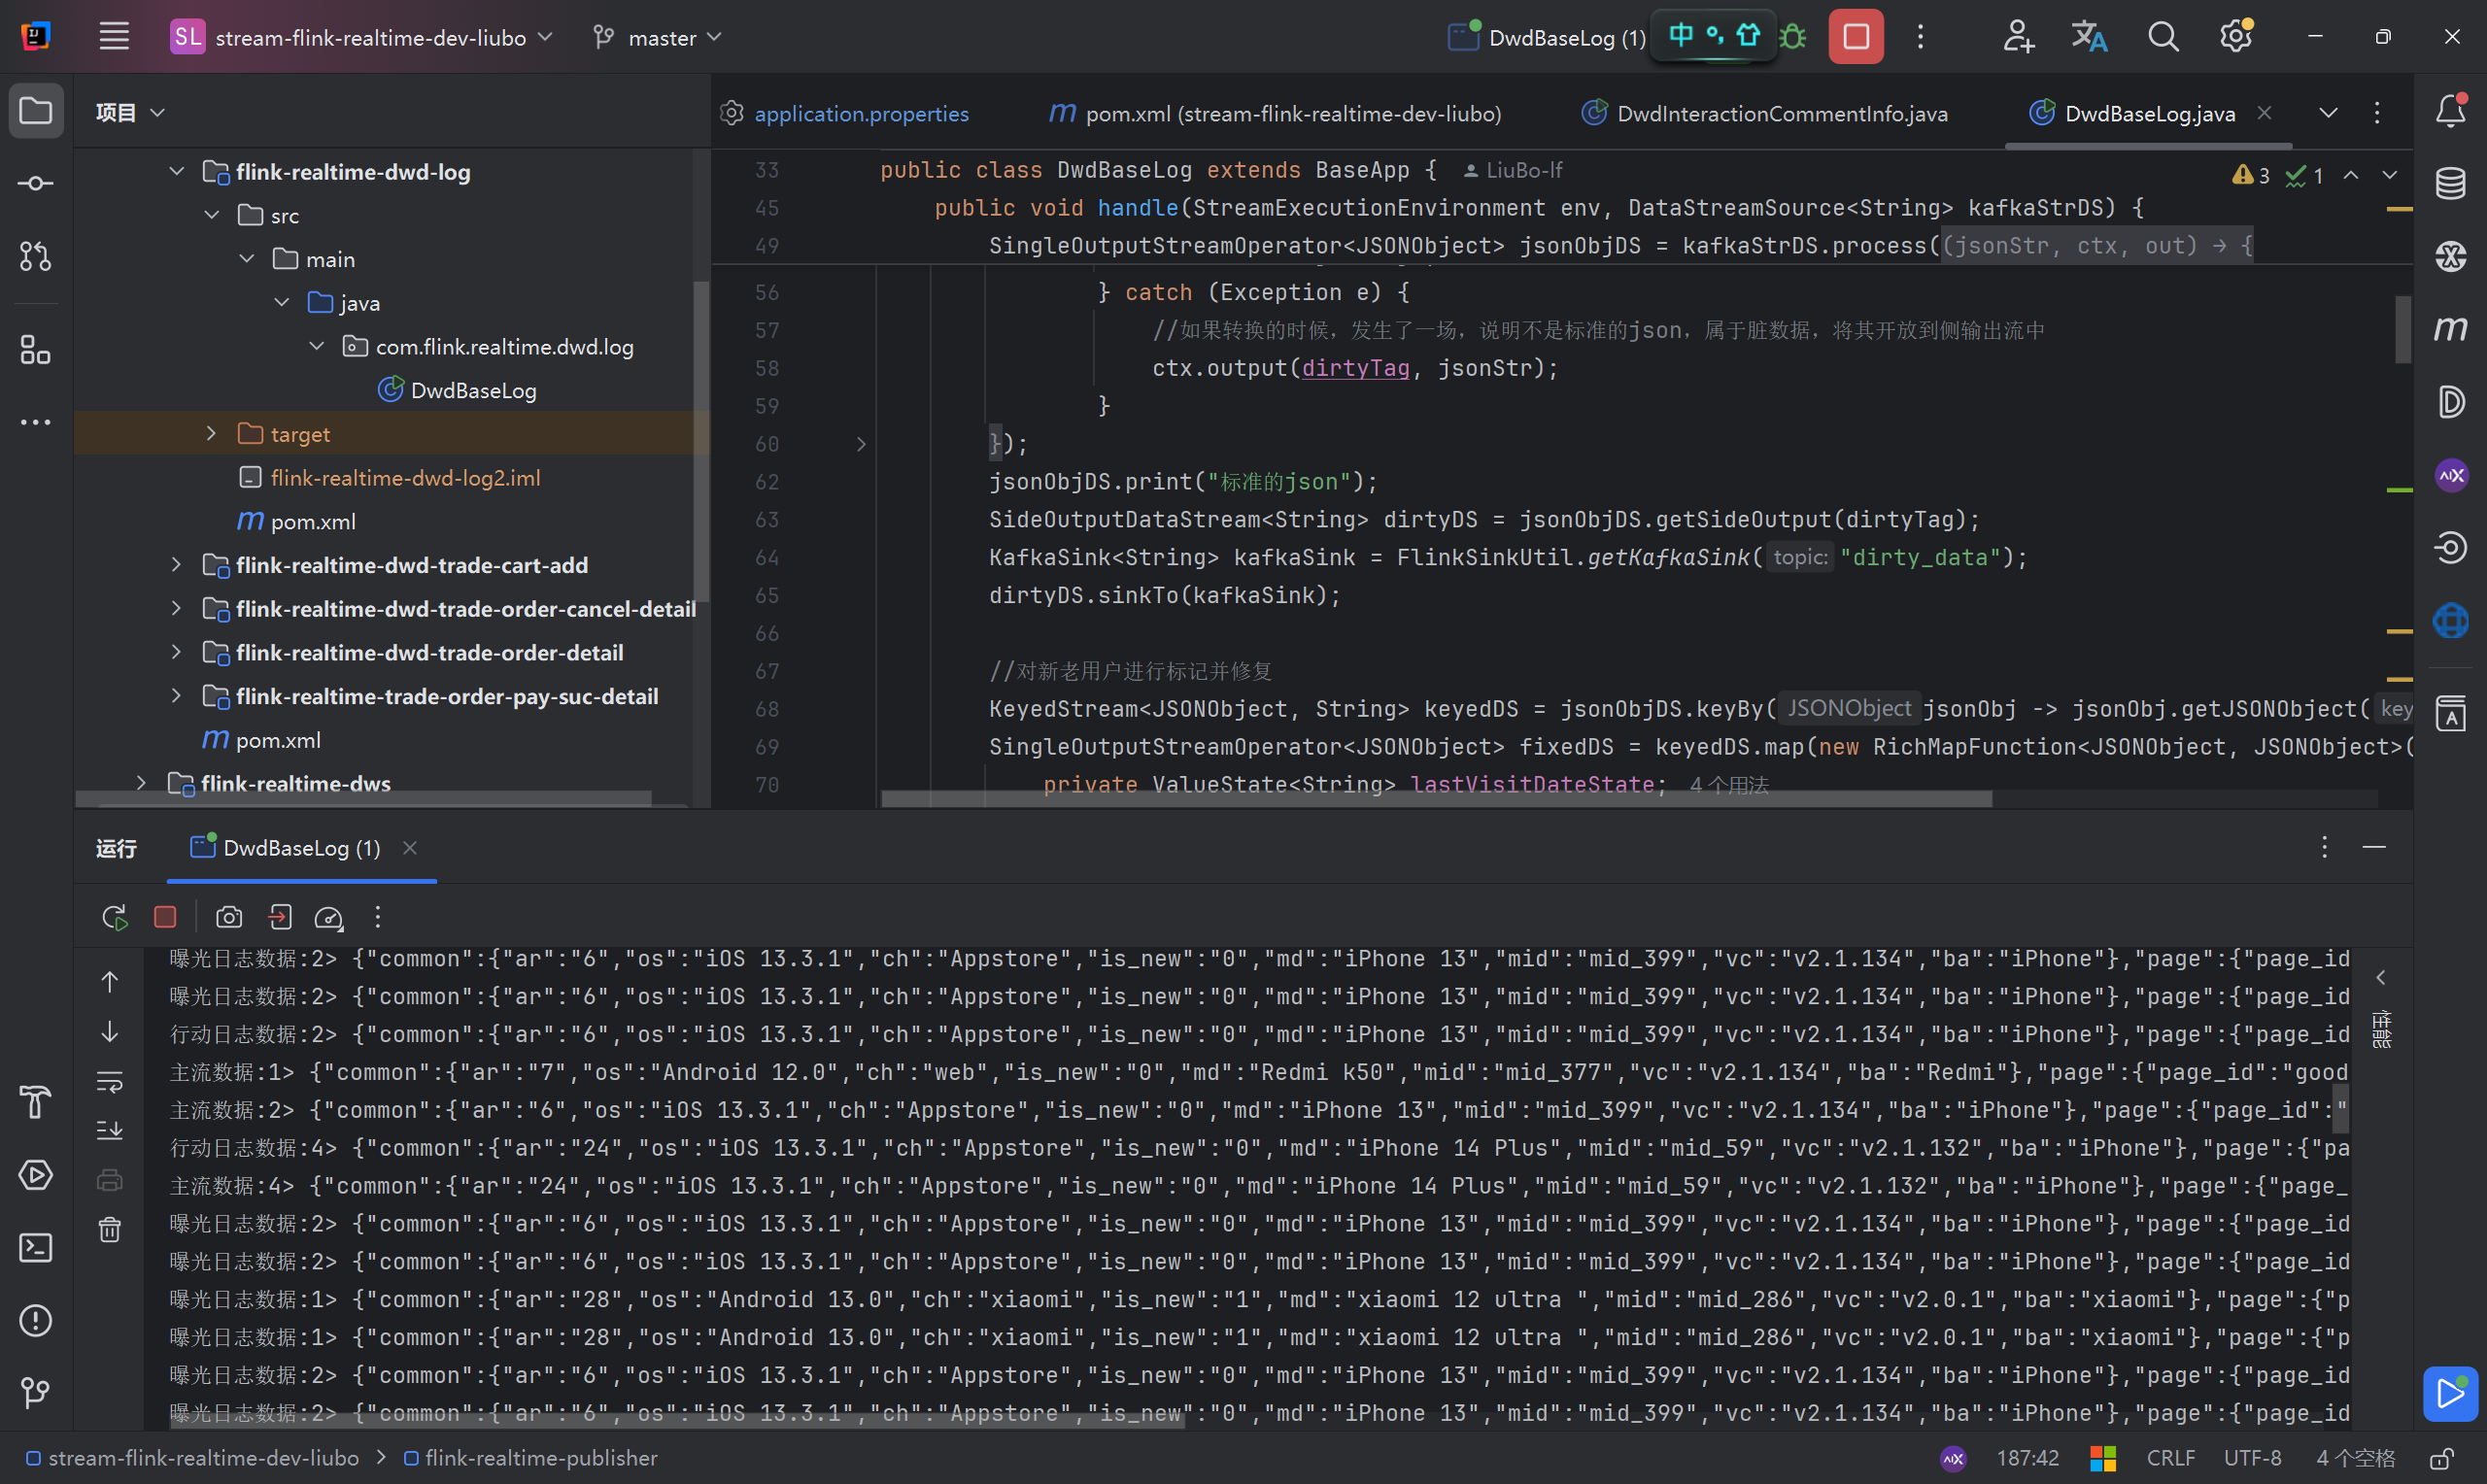 SL stream-flink-realtime-dev-liubo master DwdBaseLog (1) 中
项目
application.properties pom.xml (stream-flink-realtime-dev-liubo) DwdInteractionCommentInfo.java DwdBaseLog.java
flink-realtime-dwd-log
src
main
java
com.flink.realtime.dwd.log
DwdBaseLog
target
flink-realtime-dwd-log2.iml
pom.xml
flink-realtime-dwd-trade-cart-add
flink-realtime-dwd-trade-order-cancel-detail
flink-realtime-dwd-trade-order-detail
flink-realtime-trade-order-pay-suc-detail
pom.xml
flink-realtime-dws
33 public class DwdBaseLog extends BaseApp { LiuBo-lf 3 1
45 public void handle(StreamExecutionEnvironment env, DataStreamSource<String> kafkaStrDS) {
49 SingleOutputStreamOperator<JSONObject> jsonObjDS = kafkaStrDS.process((jsonStr, ctx, out) → {
56 } catch (Exception e) {
57 //如果转换的时候，发生了一场，说明不是标准的json，属于脏数据，将其开放到侧输出流中
58 ctx.output(dirtyTag, jsonStr);
59 }
60 });
62 jsonObjDS.print("标准的json");
63 SideOutputDataStream<String> dirtyDS = jsonObjDS.getSideOutput(dirtyTag);
64 KafkaSink<String> kafkaSink = FlinkSinkUtil.getKafkaSink( topic: "dirty_data");
65 dirtyDS.sinkTo(kafkaSink);
66
67 //对新老用户进行标记并修复
68 KeyedStream<JSONObject, String> keyedDS = jsonObjDS.keyBy( JSONObject jsonObj -> jsonObj.getJSONObject( key
69 SingleOutputStreamOperator<JSONObject> fixedDS = keyedDS.map(new RichMapFunction<JSONObject, JSONObject>(
70 private ValueState<String> lastVisitDateState; 4 个用法
运行 DwdBaseLog (1)
曝光日志数据:2> {"common":{"ar":"6","os":"iOS 13.3.1","ch":"Appstore","is_new":"0","md":"iPhone 13","mid":"mid_399","vc":"v2.1.134","ba":"iPhone"},"page":{"page_id
曝光日志数据:2> {"common":{"ar":"6","os":"iOS 13.3.1","ch":"Appstore","is_new":"0","md":"iPhone 13","mid":"mid_399","vc":"v2.1.134","ba":"iPhone"},"page":{"page_id
行动日志数据:2> {"common":{"ar":"6","os":"iOS 13.3.1","ch":"Appstore","is_new":"0","md":"iPhone 13","mid":"mid_399","vc":"v2.1.134","ba":"iPhone"},"page":{"page_id
主流数据:1> {"common":{"ar":"7","os":"Android 12.0","ch":"web","is_new":"0","md":"Redmi k50","mid":"mid_377","vc":"v2.1.134","ba":"Redmi"},"page":{"page_id":"good
主流数据:2> {"common":{"ar":"6","os":"iOS 13.3.1","ch":"Appstore","is_new":"0","md":"iPhone 13","mid":"mid_399","vc":"v2.1.134","ba":"iPhone"},"page":{"page_id":"
行动日志数据:4> {"common":{"ar":"24","os":"iOS 13.3.1","ch":"Appstore","is_new":"0","md":"iPhone 14 Plus","mid":"mid_59","vc":"v2.1.132","ba":"iPhone"},"page":{"pa
主流数据:4> {"common":{"ar":"24","os":"iOS 13.3.1","ch":"Appstore","is_new":"0","md":"iPhone 14 Plus","mid":"mid_59","vc":"v2.1.132","ba":"iPhone"},"page":{"page_
曝光日志数据:2> {"common":{"ar":"6","os":"iOS 13.3.1","ch":"Appstore","is_new":"0","md":"iPhone 13","mid":"mid_399","vc":"v2.1.134","ba":"iPhone"},"page":{"page_id
曝光日志数据:2> {"common":{"ar":"6","os":"iOS 13.3.1","ch":"Appstore","is_new":"0","md":"iPhone 13","mid":"mid_399","vc":"v2.1.134","ba":"iPhone"},"page":{"page_id
曝光日志数据:1> {"common":{"ar":"28","os":"Android 13.0","ch":"xiaomi","is_new":"1","md":"xiaomi 12 ultra ","mid":"mid_286","vc":"v2.0.1","ba":"xiaomi"},"page":{"p
曝光日志数据:1> {"common":{"ar":"28","os":"Android 13.0","ch":"xiaomi","is_new":"1","md":"xiaomi 12 ultra ","mid":"mid_286","vc":"v2.0.1","ba":"xiaomi"},"page":{"p
曝光日志数据:2> {"common":{"ar":"6","os":"iOS 13.3.1","ch":"Appstore","is_new":"0","md":"iPhone 13","mid":"mid_399","vc":"v2.1.134","ba":"iPhone"},"page":{"page_id
曝光日志数据:2> {"common":{"ar":"6","os":"iOS 13.3.1","ch":"Appstore","is_new":"0","md":"iPhone 13","mid":"mid_399","vc":"v2.1.134","ba":"iPhone"},"page":{"page_id
性能
stream-flink-realtime-dev-liubo > flink-realtime-publisher 187:42 CRLF UTF-8 4 个空格